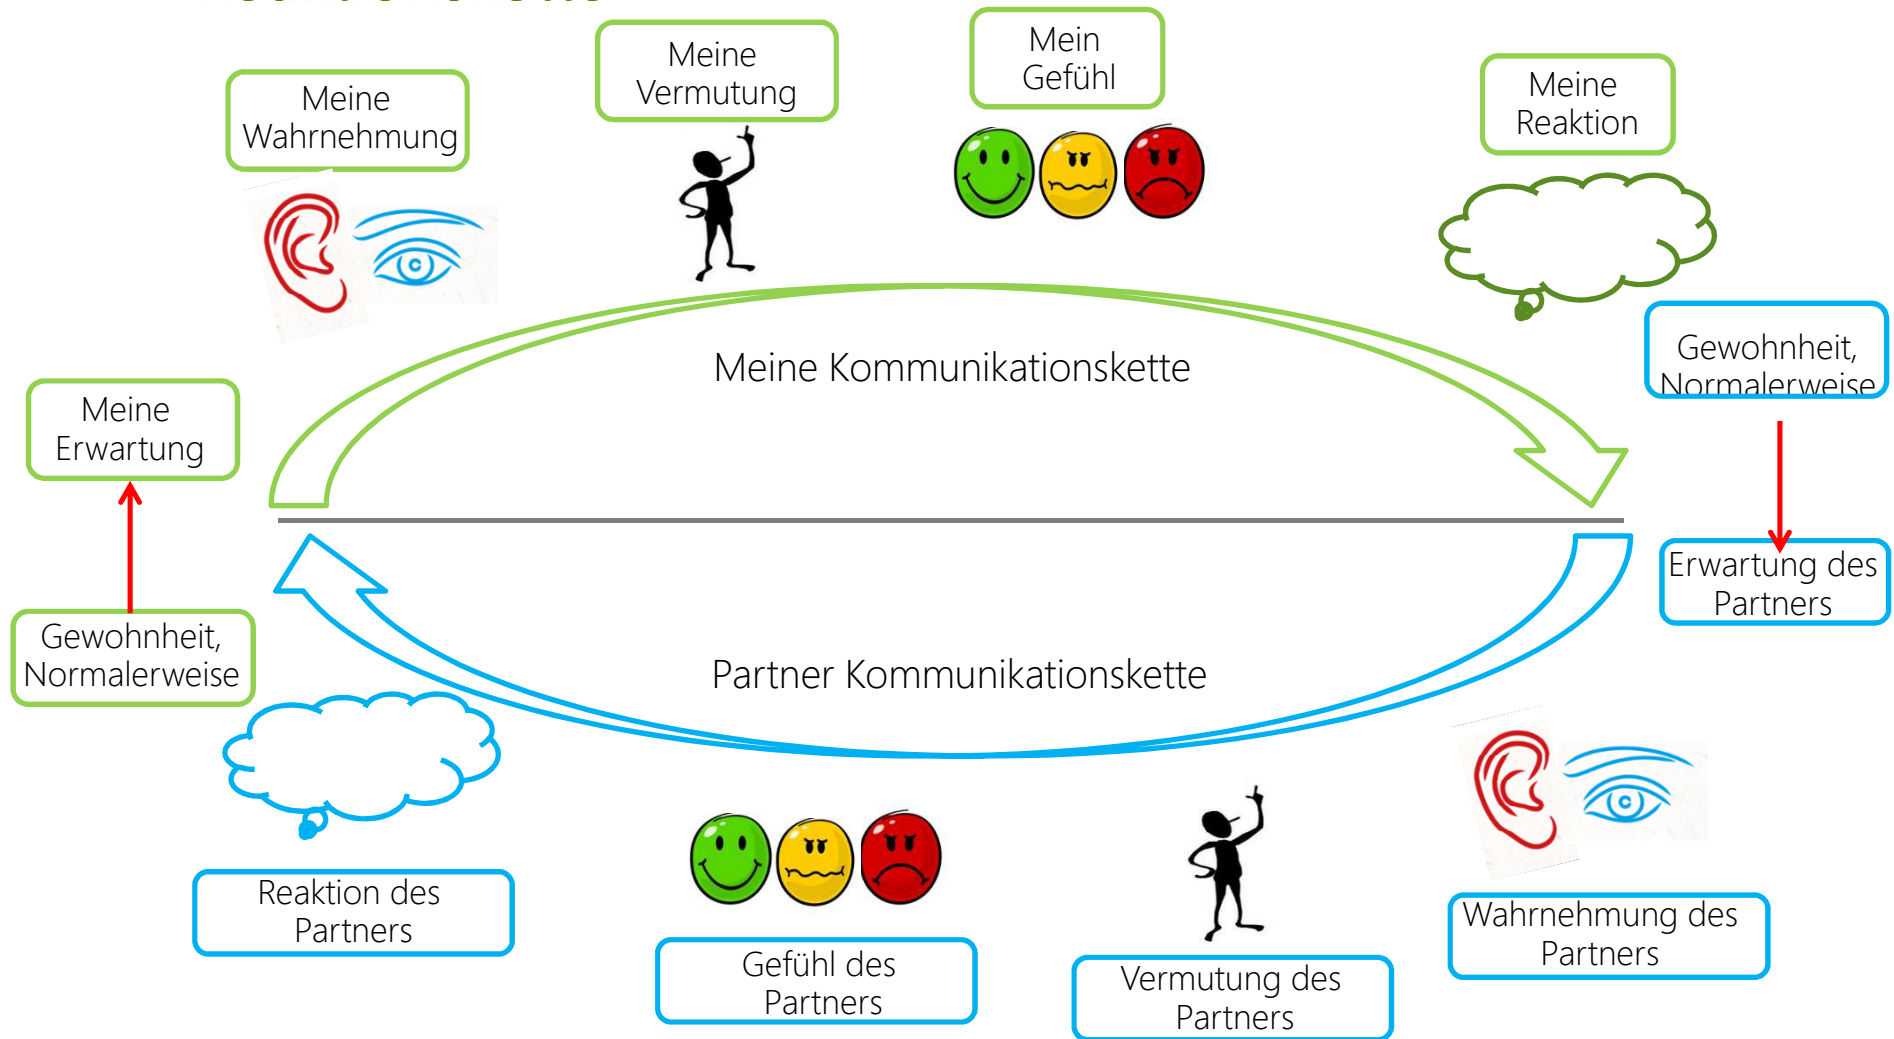 Meine
Wahrnehmung
Meine
Vermutung
Mein
Gefühl
Meine
Reaktion
Meine Kommunikationskette
Gewohnheit,
Normalerweise
Meine
Erwartung
Erwartung des
Partners
Gewohnheit,
Normalerweise
Partner Kommunikationskette
Reaktion des
Partners
Gefühl des
Partners
Vermutung des
Partners
Wahrnehmung des
Partners